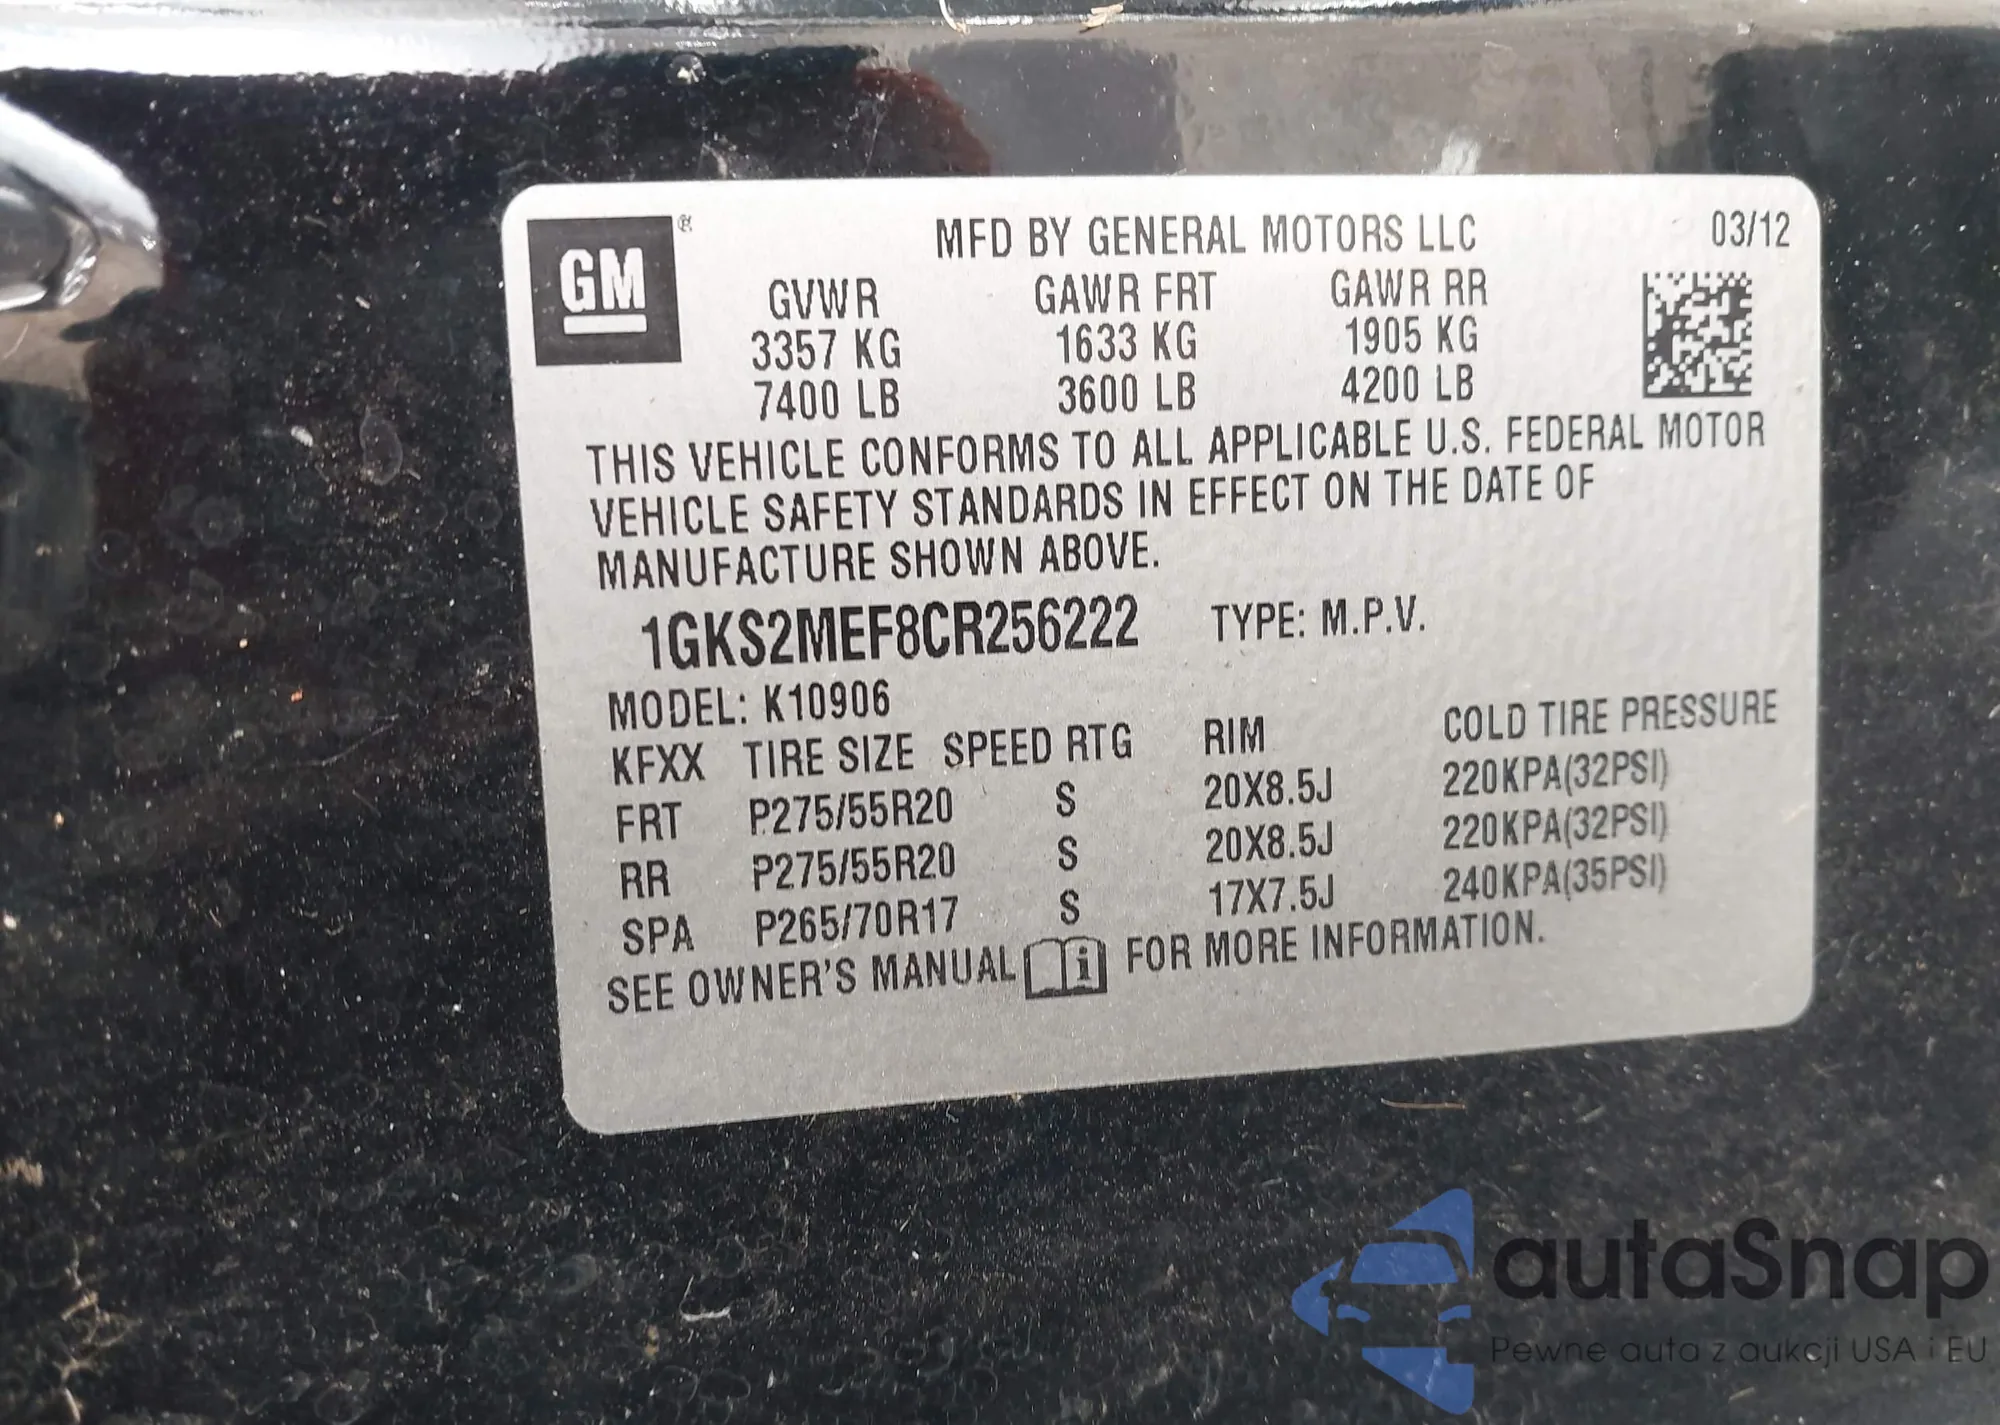 GM ®
MFD BY GENERAL MOTORS LLC 03/12
GVWR GAWR FRT GAWR RR
3357 KG 1633 KG 1905 KG
7400 LB 3600 LB 4200 LB
THIS VEHICLE CONFORMS TO ALL APPLICABLE U.S. FEDERAL MOTOR
VEHICLE SAFETY STANDARDS IN EFFECT ON THE DATE OF
MANUFACTURE SHOWN ABOVE.
1GKS2MEF8CR256222 TYPE: M.P.V.
MODEL: K10906
KFXX TIRE SIZE SPEED RTG RIM COLD TIRE PRESSURE
FRT P275/55R20 S 20X8.5J 220KPA(32PSI)
RR P275/55R20 S 20X8.5J 220KPA(32PSI)
SPA P265/70R17 S 17X7.5J 240KPA(35PSI)
SEE OWNER'S MANUAL i FOR MORE INFORMATION.
autaSnap
Pewne auta z aukcji USA i EU